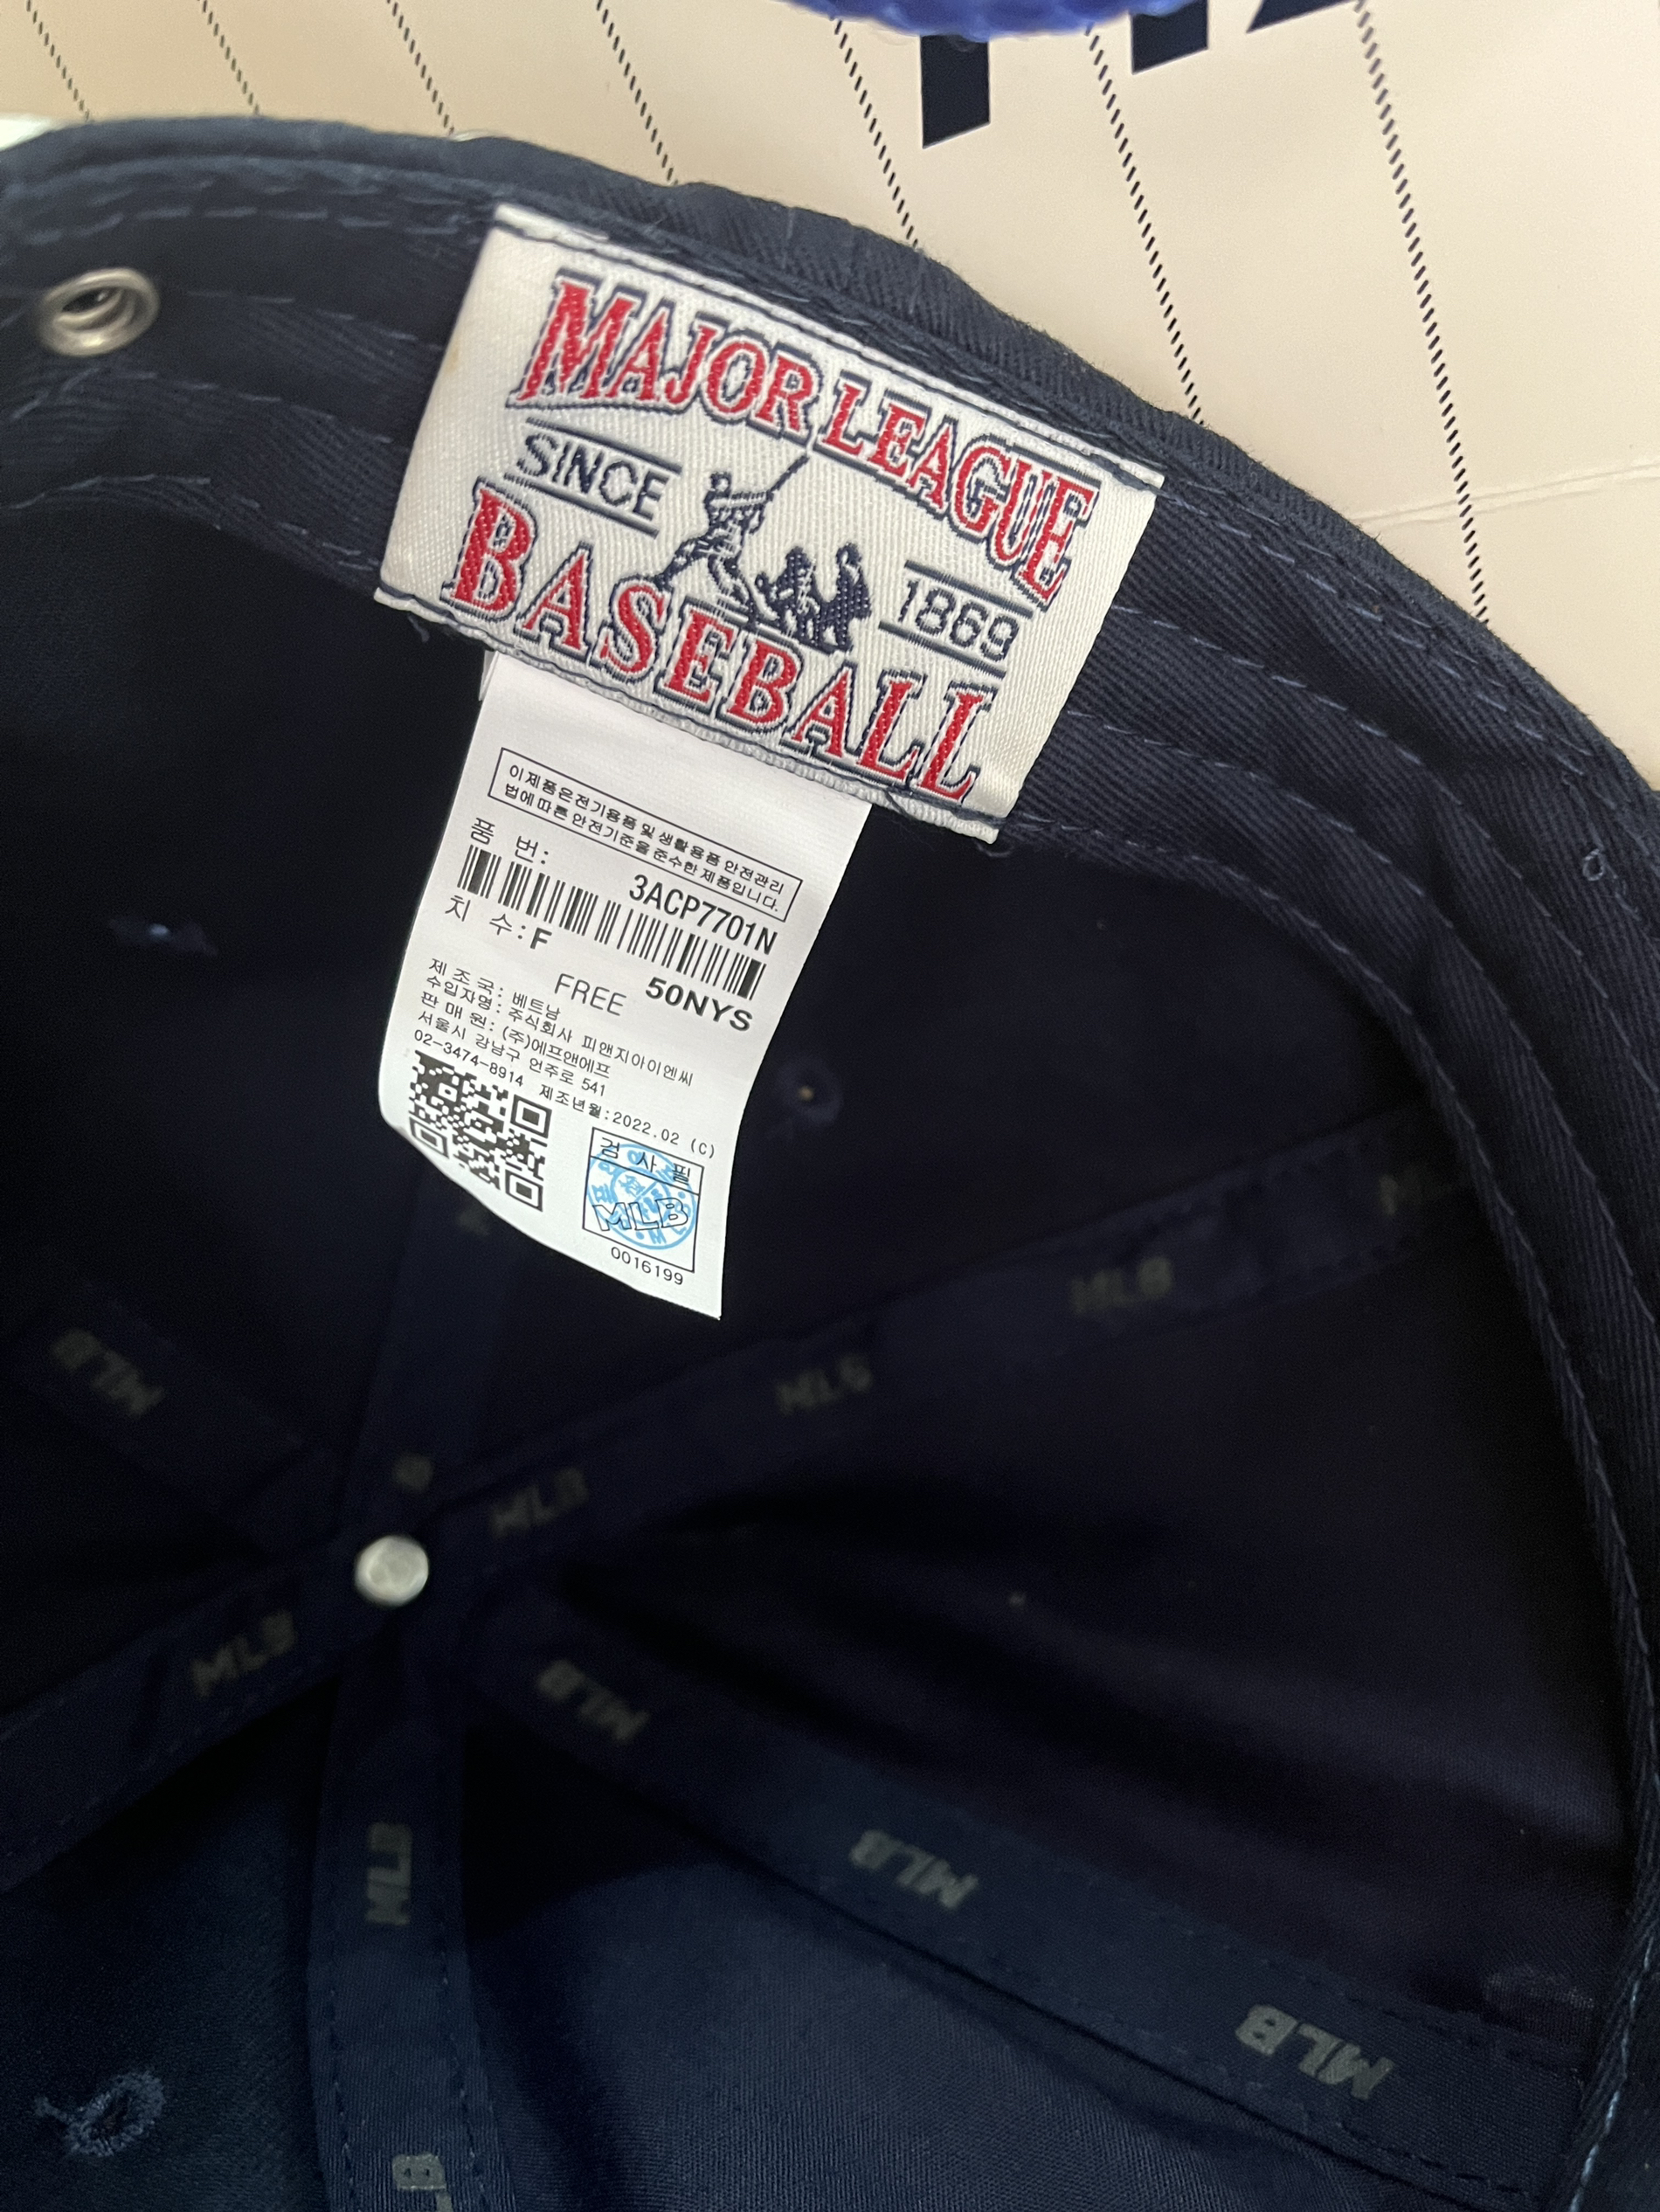 MAJOR LEAGUE
SINCE 1869
BASEBALL
이 제품은 전기용품 및 생활용품 안전관리
법에 따른 안전기준을 준수한 제품입니다.
품 번:
3ACP7701N
치 수: F
FREE 50NYS
제 조 국: 베트남
수입자명: 주식회사 피앤지아이엔씨
판 매 원: (주)에프앤에프
서울시 강남구 언주로 541
02-3474-8914 제조년월:2022.02 (C)
검 사 필
MLB
0016199
MLB
MLB
MLB
MLB
MLB
MLB
MLB
MLB
MLB